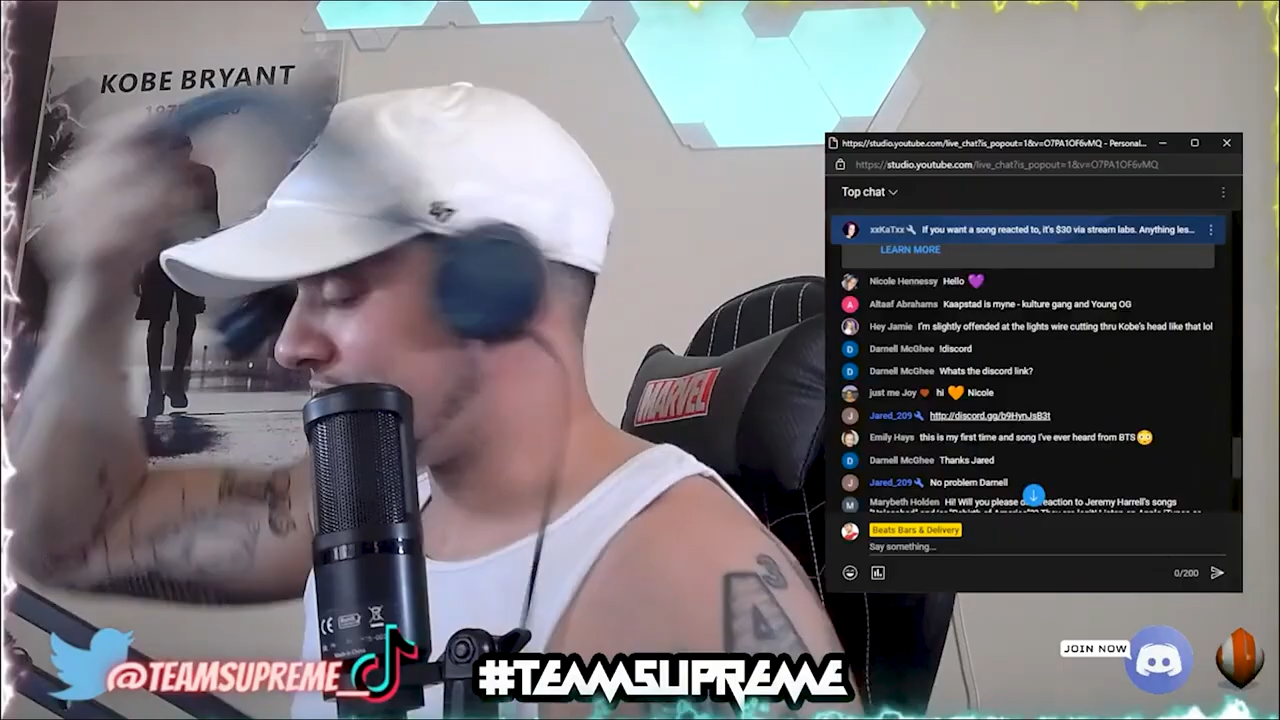 KOBE BRYANT
https://studio.youtube.com/live_chat?is_popout=1&v=O7PA1OF6vMQ - Personal...
https://studio.youtube.com/live_chat?is_popout=1&v=O7PA1OF6vMQ
Top chat
xxKaTxx If you want a song reacted to, it's $30 via stream labs. Anything les...
LEARN MORE
Nicole Hennessy Hello 💜
A Altaaf Abrahams Kaapstad is myne - kulture gang and Young OG
Hey Jamie I'm slightly offended at the lights wire cutting thru Kobe's head like that lol
D Darnell McGhee !discord
D Darnell McGhee Whats the discord link?
just me Joy hi 🧡 Nicole
J Jared_209 http://discord.gg/b9HynJsB3t
Emily Hays this is my first time and song I've ever heard from BTS 😳
D Darnell McGhee Thanks Jared
J Jared_209 No problem Darnell
M Marybeth Holden Hi! Will you please reaction to Jeremy Harrell's songs
Beats Bars & Delivery
Say something...
0/200
MARVEL
CE
Made in China
@TEAMSUPREME_
#TEAMSUPREME
JOIN NOW